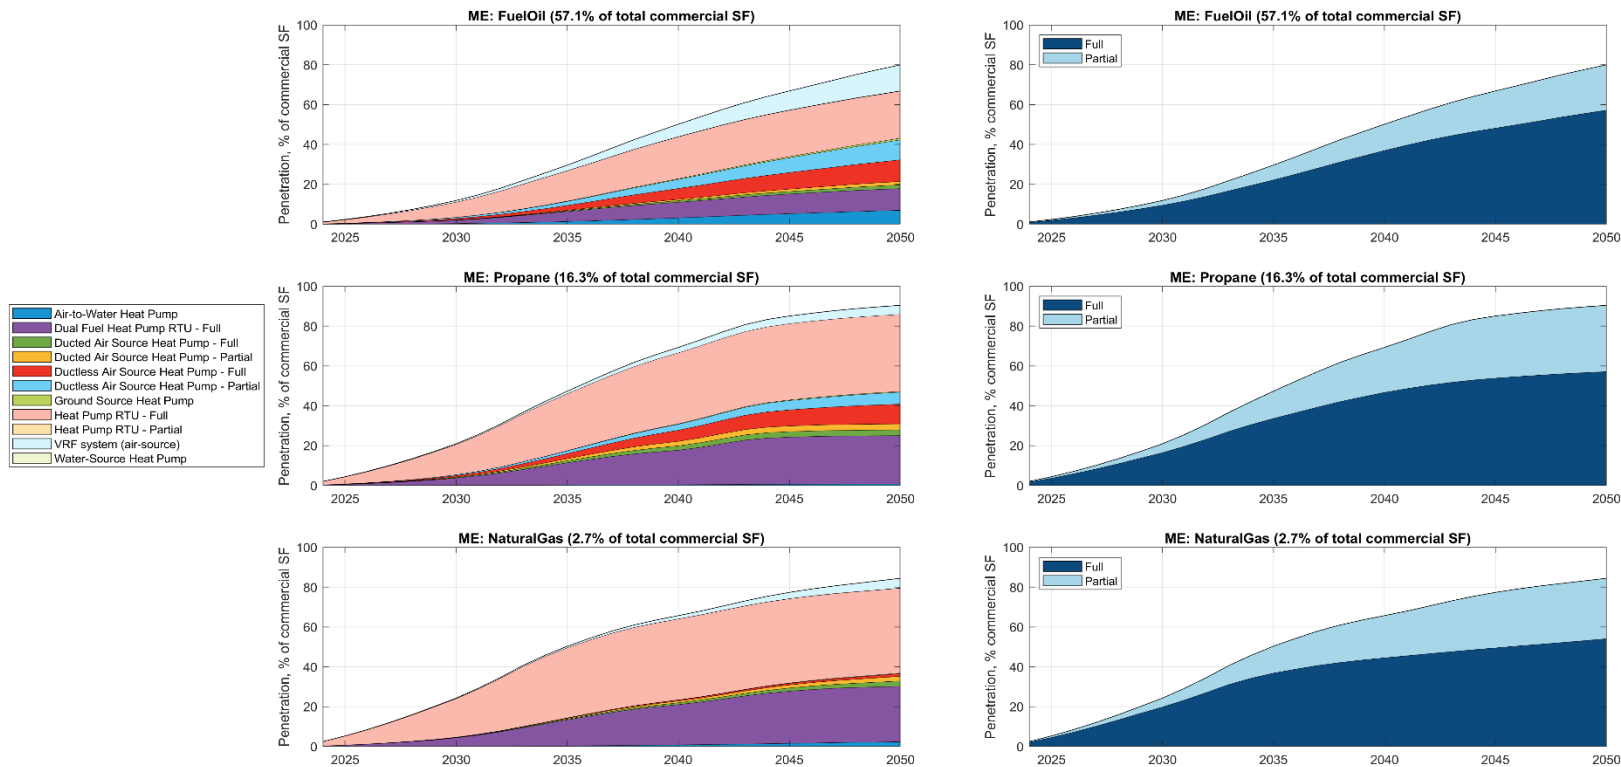 ME: FuelOil (57.1% of total commercial SF)
Penetration, % of commercial SF
100
80
60
40
20
0
2025 2030 2035 2040 2045 2050
ME: FuelOil (57.1% of total commercial SF)
Penetration, % commercial SF
100
80
60
40
20
0
2025 2030 2035 2040 2045 2050
Full
Partial
Air-to-Water Heat Pump
Dual Fuel Heat Pump RTU - Full
Ducted Air Source Heat Pump - Full
Ducted Air Source Heat Pump - Partial
Ductless Air Source Heat Pump - Full
Ductless Air Source Heat Pump - Partial
Ground Source Heat Pump
Heat Pump RTU - Full
Heat Pump RTU - Partial
VRF system (air-source)
Water-Source Heat Pump
ME: Propane (16.3% of total commercial SF)
Penetration, % of commercial SF
100
80
60
40
20
0
2025 2030 2035 2040 2045 2050
ME: Propane (16.3% of total commercial SF)
Penetration, % commercial SF
100
80
60
40
20
0
2025 2030 2035 2040 2045 2050
Full
Partial
ME: NaturalGas (2.7% of total commercial SF)
Penetration, % of commercial SF
100
80
60
40
20
0
2025 2030 2035 2040 2045 2050
ME: NaturalGas (2.7% of total commercial SF)
Penetration, % commercial SF
100
80
60
40
20
0
2025 2030 2035 2040 2045 2050
Full
Partial